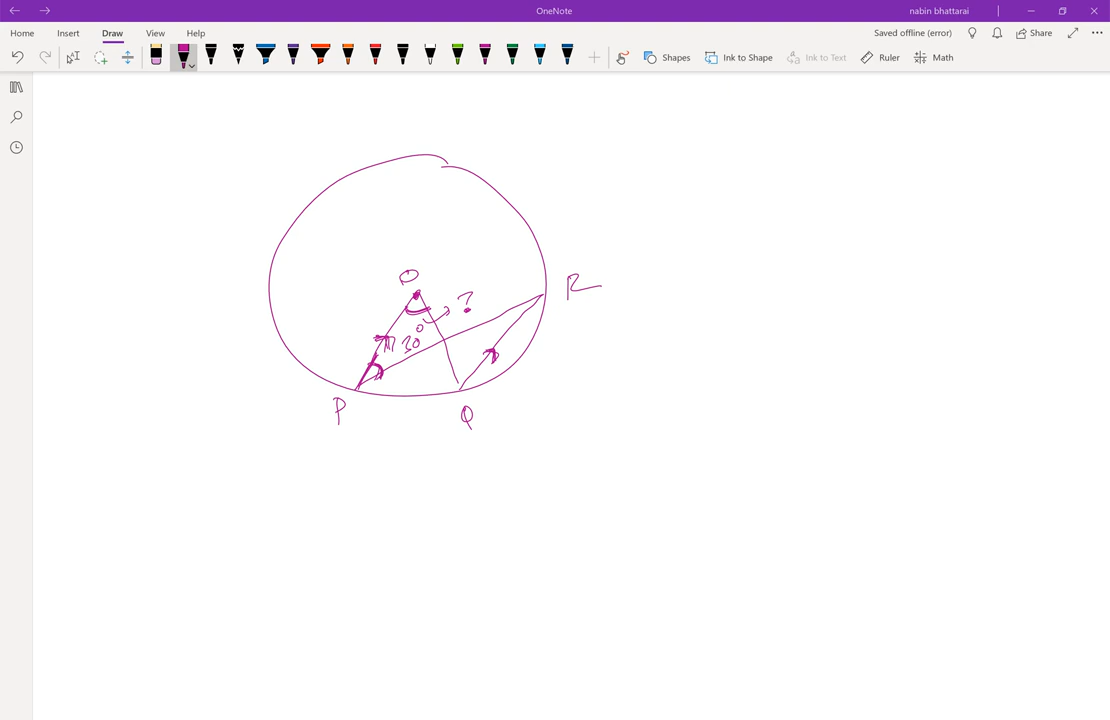 OneNote
nabin bhattarai
Home Insert Draw View Help
Saved offline (error)
Share
Shapes
Ink to Shape
Ink to Text
Ruler
Math
O
?
30°
R
P
Q